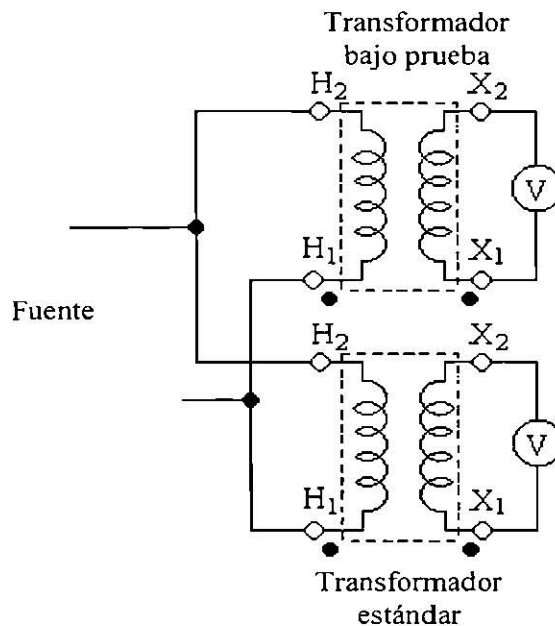 Transformador
bajo prueba
H2 X2
V
H1 X1
Fuente
H2 X2
V
H1 X1
Transformador
estándar